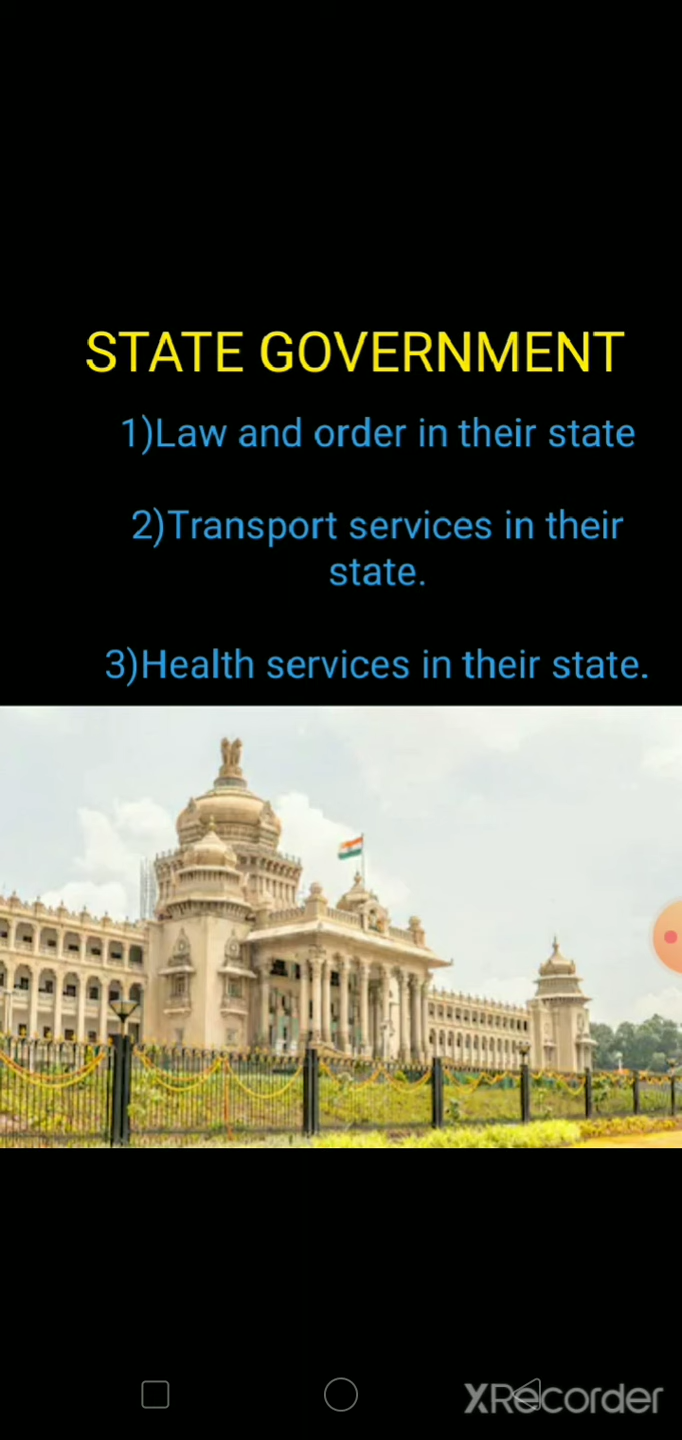 STATE GOVERNMENT
1)Law and order in their state
2)Transport services in their
state.
3)Health services in their state.
XRecorder